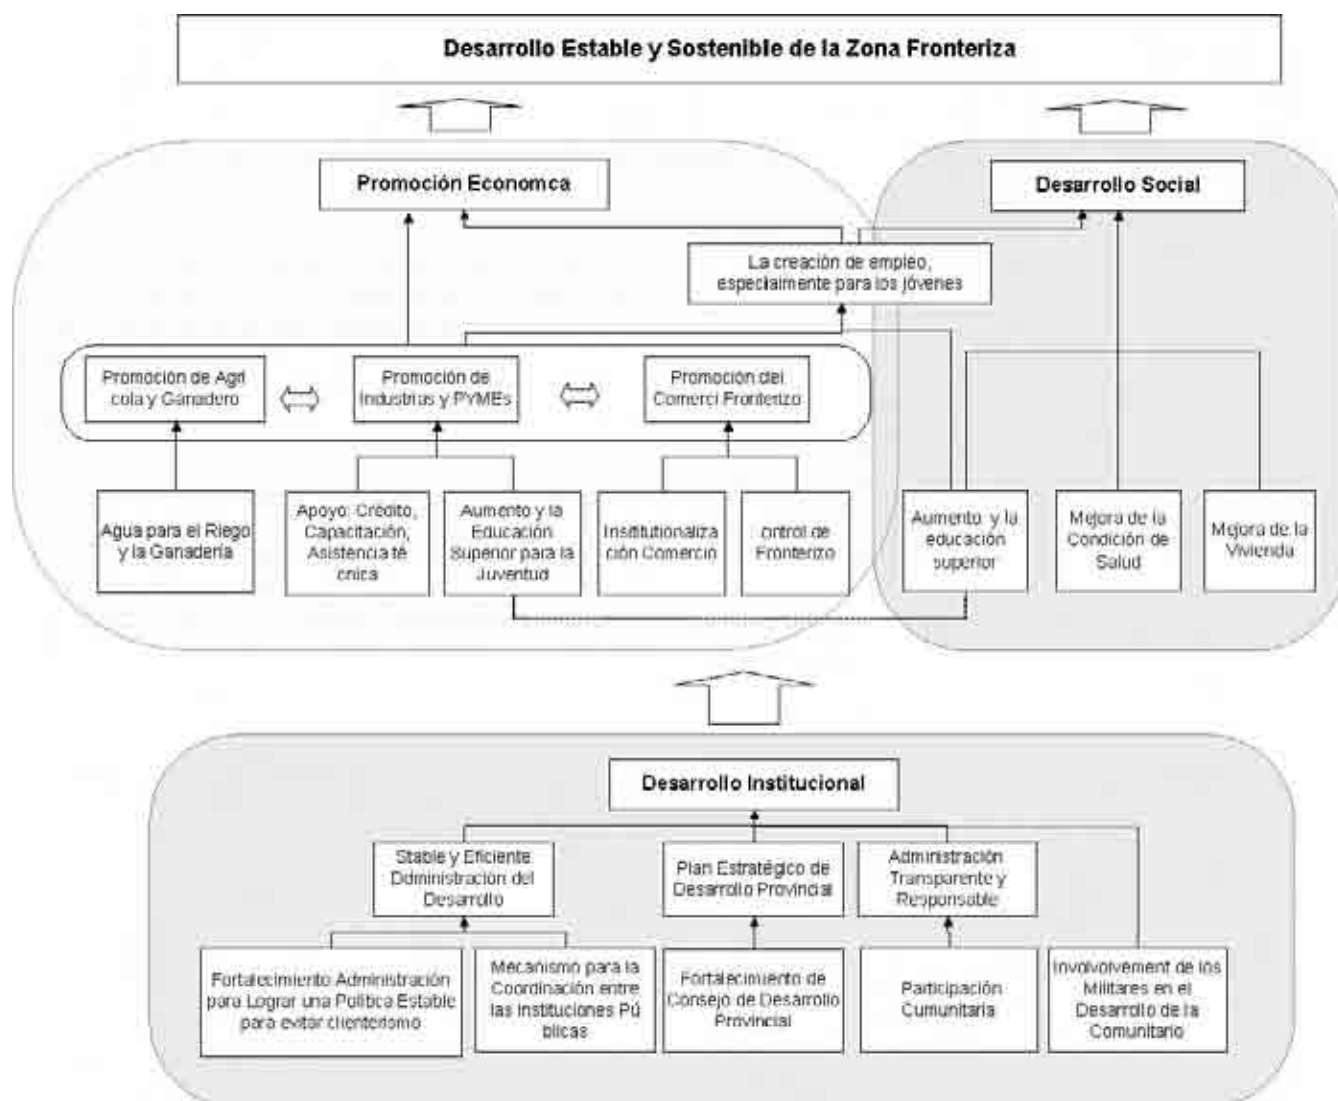 Desarrollo Estable y Sostenible de la Zona Fronteriza
Promoción Economca
Desarrollo Social
La creación de empleo,
especialmente para los jóvenes
Promoción de Agri
cola y Ganadero
Promoción de
Industrias y PYMEs
Promoción del
Comerci Fronterizo
Agua para el Riego
y la Ganadería
Apoyo: Crédito,
Capacitación,
Asistencia té
cnica
Aumento y la
Educación
Superior para la
Juventud
Institutionaliza
ción Comercio
ontrol de
Fronterizo
Aumento y la
educación
superior
Mejora de la
Condición de
Salud
Mejora de la
Vivienda
Desarrollo Institucional
Stable y Eficiente
Ddministración del
Desarrollo
Plan Estratégico de
Desarrollo Provincial
Administración
Transparente y
Responsable
Fortalecimiento Administración
para Lograr una Política Estable
para evitar clienterismo
Mecanismo para la
Coordinación entre
las Instituciones Pú
blicas
Fortalecimiento de
Consejo de Desarrollo
Provincial
Participación
Cumunitaria
Involvovement de los
Militares en el
Desarrollo de la
Comunitario